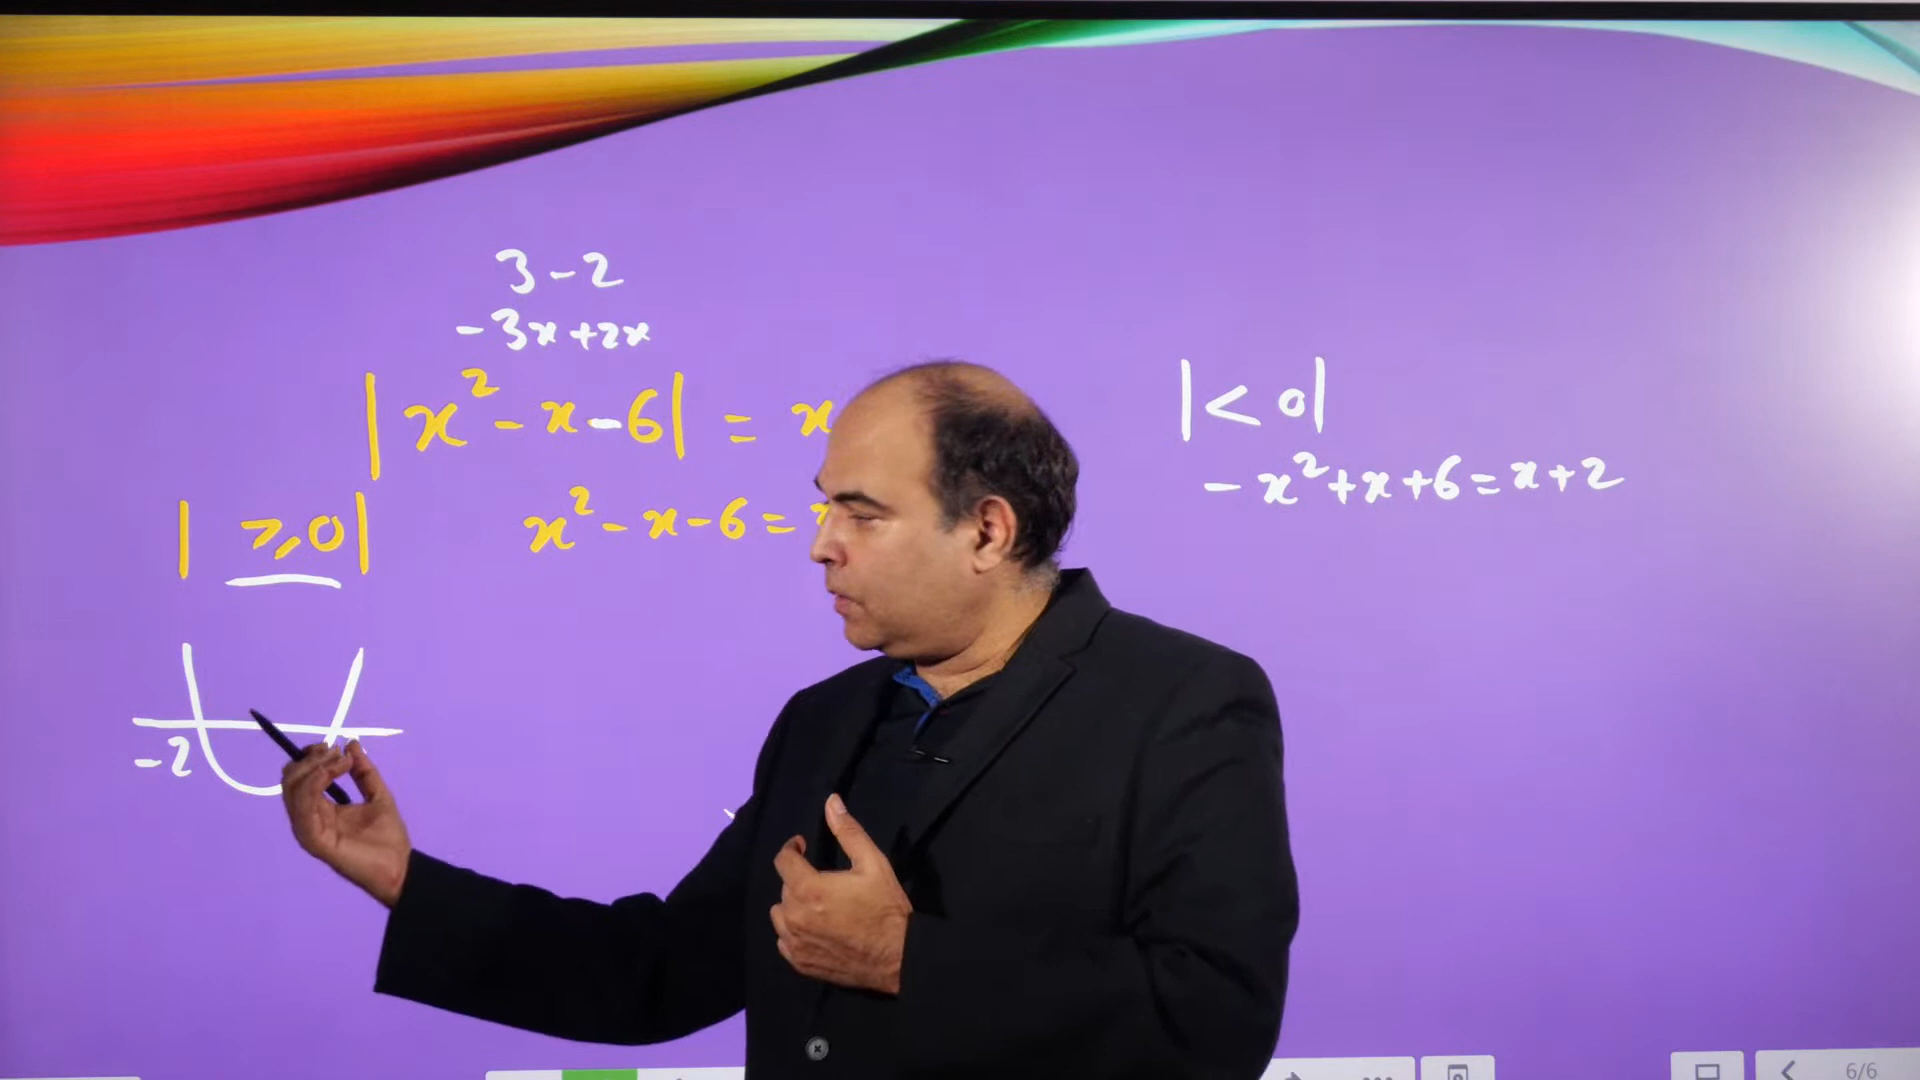 3 - 2
-3x+2x
|x² - x - 6| = x
| ≥ 0|
x² - x - 6 =
-2
|< 0|
-x²+x+6=x+2
6/6